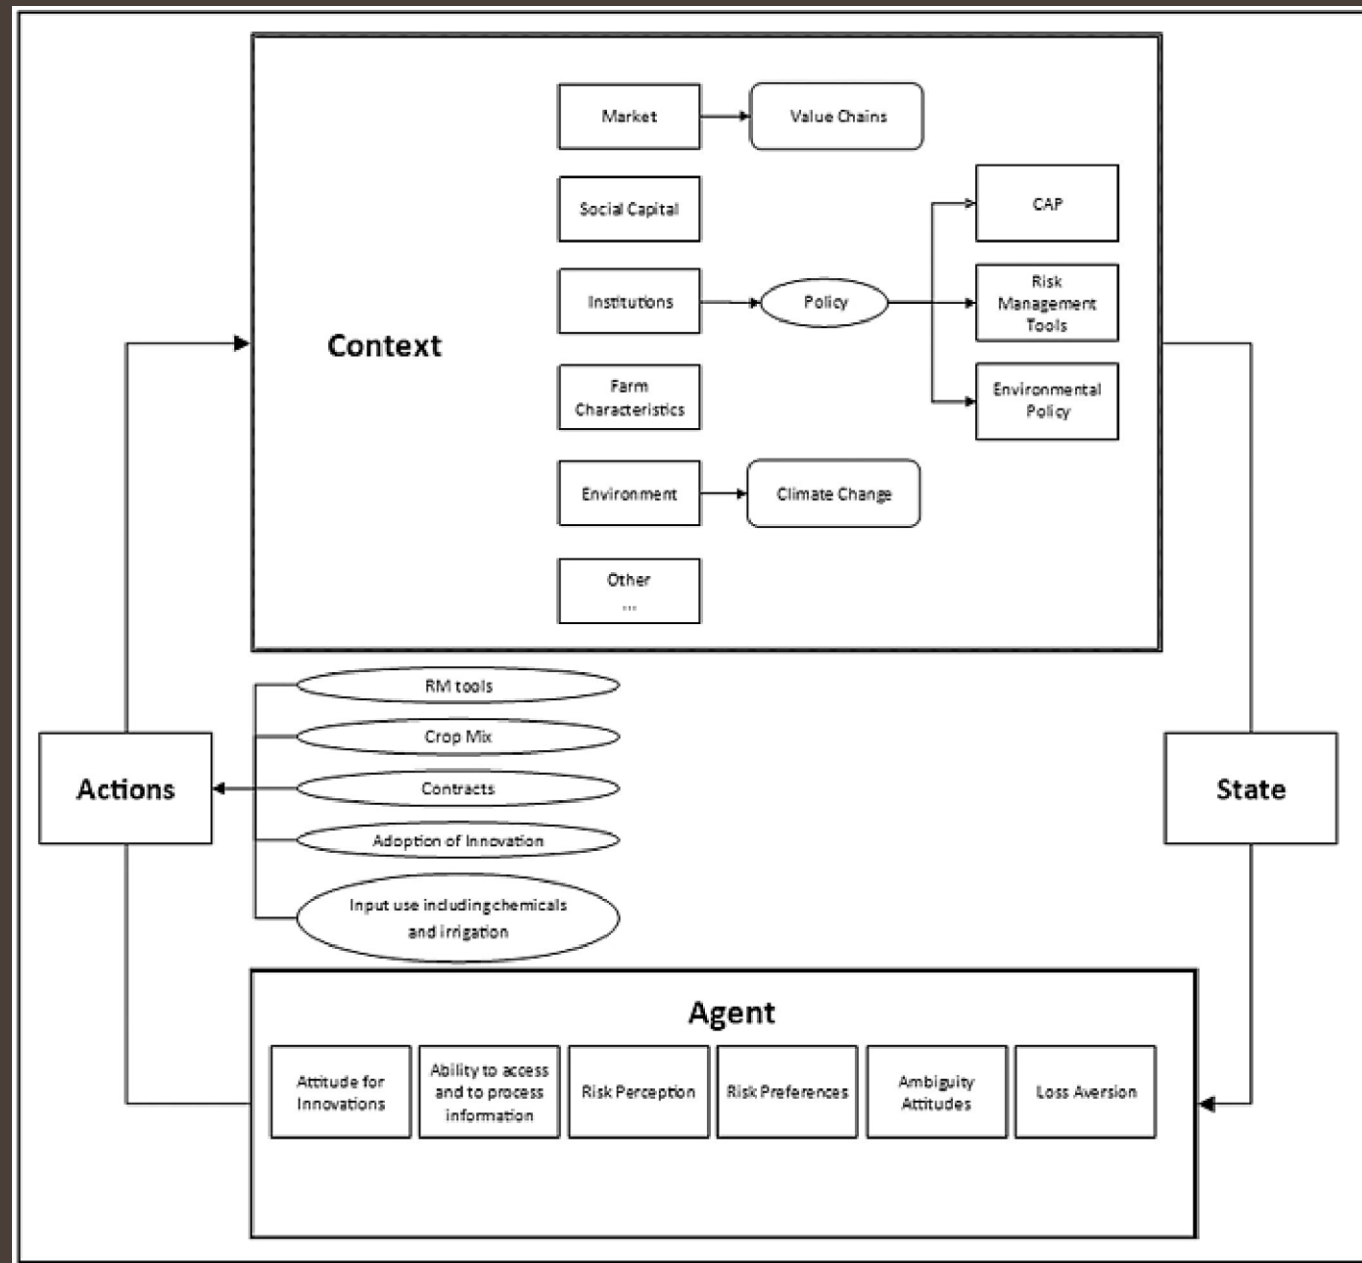 Market
Value Chains
Social Capital
CAP
Institutions
Policy
Risk
Management
Tools
Context
Farm
Characteristics
Environmental
Policy
Environment
Climate Change
Other
...
RM tools
Crop Mix
Actions
Contracts
State
Adoption of Innovation
Input use including chemicals
and irrigation
Agent
Attitude for
Innovations
Ability to access
and to process
information
Risk Perception
Risk Preferences
Ambiguity
Attitudes
Loss Aversion